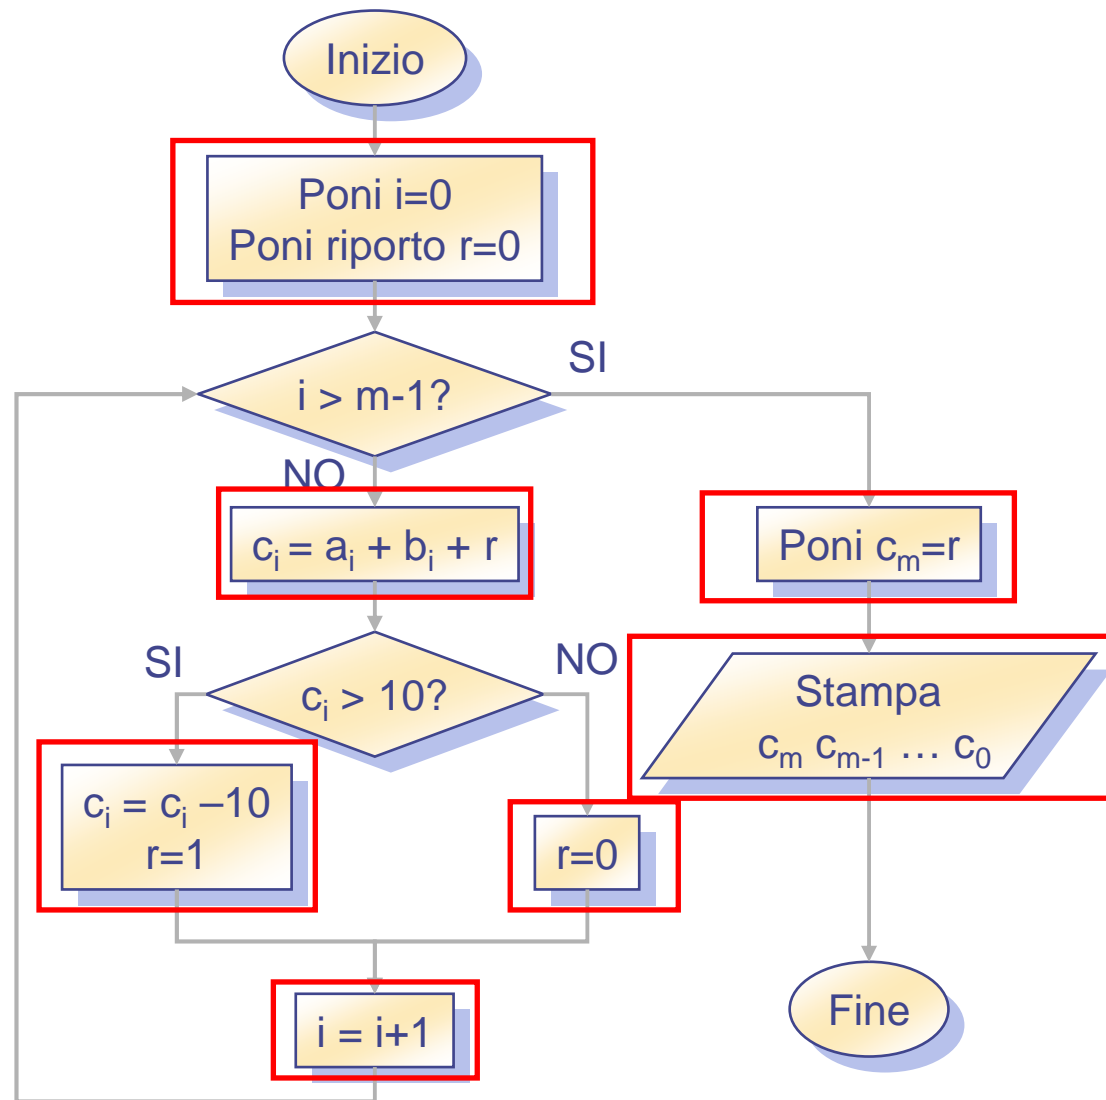 Inizio
Poni i=0
Poni riporto r=0
i > m-1?
SI
NO
cᵢ = aᵢ + bᵢ + r
Poni cₘ=r
cᵢ > 10?
SI
NO
cᵢ = cᵢ –10
r=1
r=0
Stampa
cₘ cₘ₋₁ … c₀
i = i+1
Fine